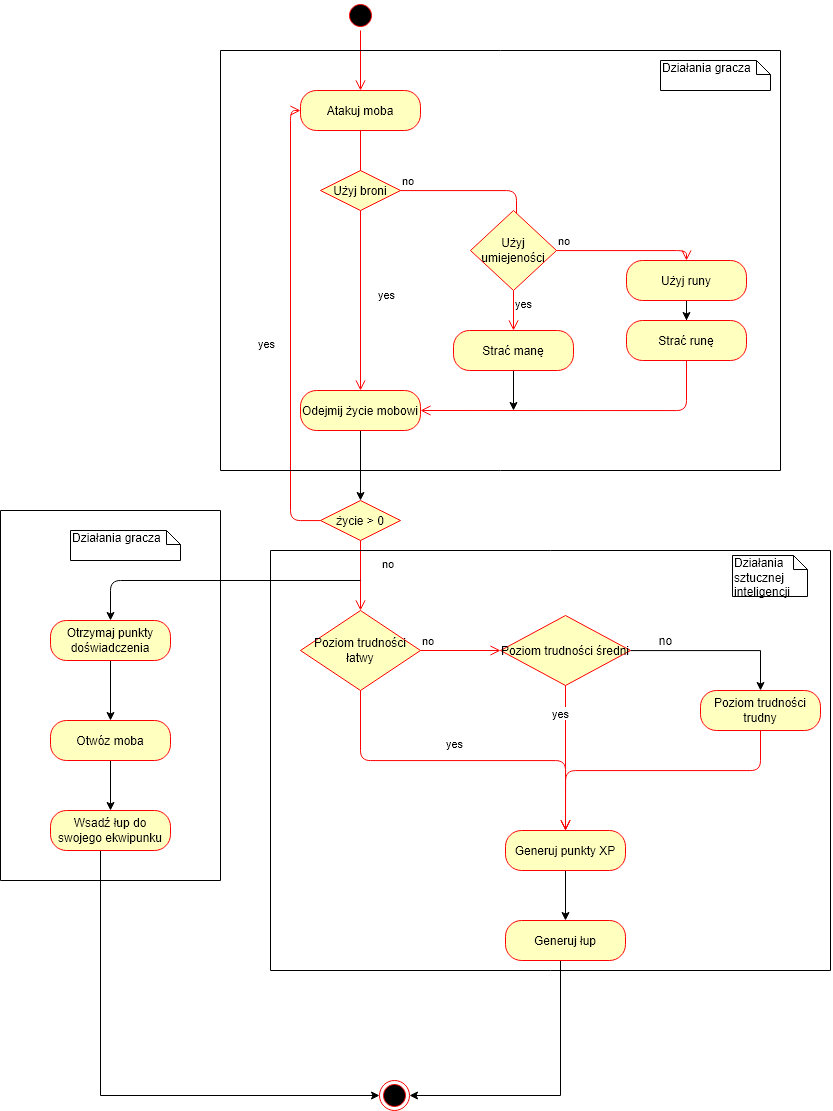 Działania gracza
Atakuj moba
Użyj broni
no
Użyj
umiejeności
no
Użyj runy
yes
yes
Strać manę
Strać runę
yes
Odejmij życie mobowi
życie > 0
Działania gracza
no
Działania
sztucznej
inteligencji
Otrzymaj punkty
doświadczenia
Poziom trudności
łatwy
no
Poziom trudności średni
no
Poziom trudności
trudny
yes
yes
Otwóz moba
Wsadź łup do
swojego ekwipunku
Generuj punkty XP
Generuj łup